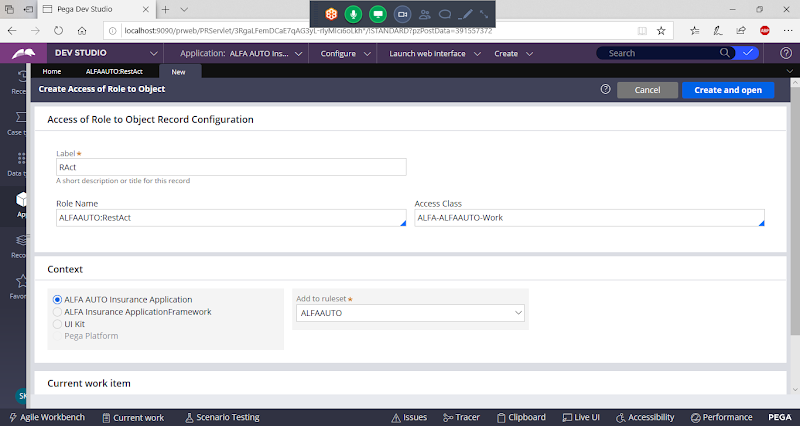 Pega Dev Studio
localhost:9090/prweb/PRServlet/3RgaLFemDCaE7qAG3yL-rlyMIci6oLkh*/!STANDARD?pzPostData=391557372
DEV STUDIO
Application: ALFA AUTO Ins...
Configure
Launch web interface
Create
Search
Home
ALFAAUTO:RestAct
New
Create Access of Role to Object
Cancel
Create and open
Access of Role to Object Record Configuration
Label★
RAct
A short description or title for this record
Role Name
Access Class
ALFAAUTO:RestAct
ALFA-ALFAAUTO-Work
Context
ALFA AUTO Insurance Application
ALFA Insurance ApplicationFramework
UI Kit
Pega Platform
Add to ruleset★
ALFAAUTO
Current work item
Rece
Case t
Data t
App
Reco
Favor
SK
Agile Workbench
Current work
Scenario Testing
Issues
Tracer
Clipboard
Live UI
Accessibility
Performance
PEGA